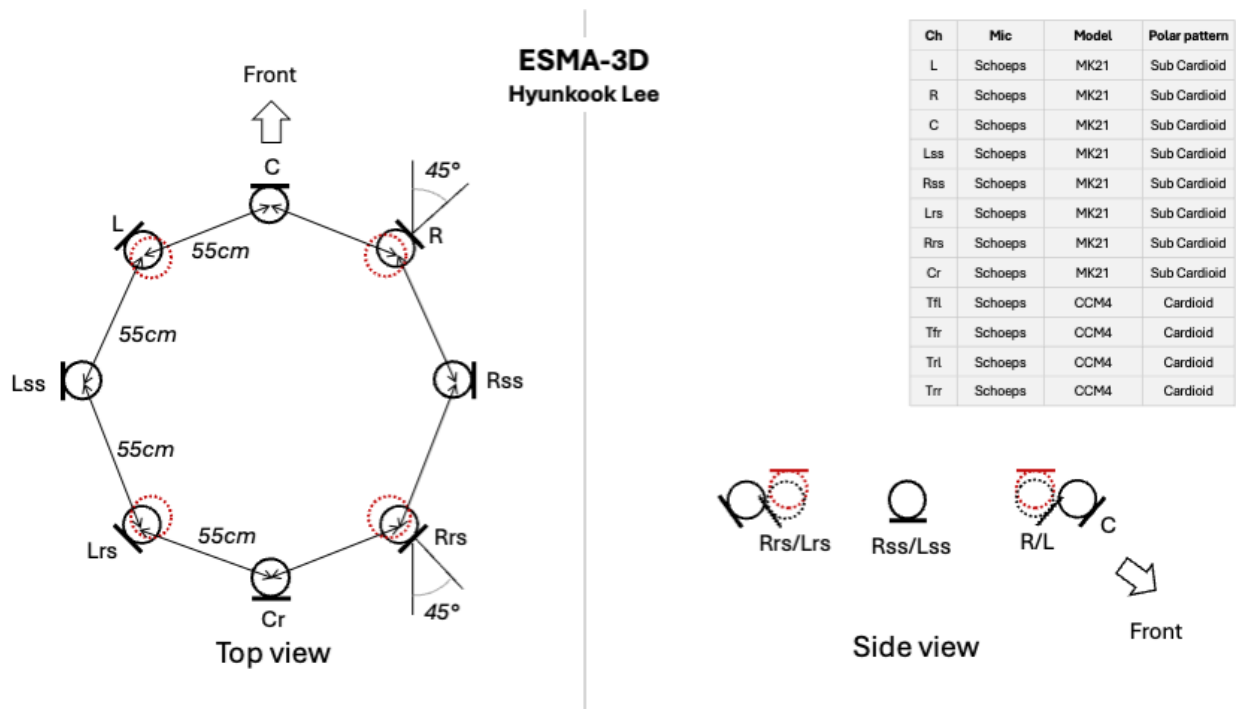 ESMA-3D
Hyunkook Lee
Front
C
45°
L
R
55cm
55cm
Lss
Rss
55cm
55cm
Lrs
Rrs
Cr
45°
Top view
Ch Mic Model Polar pattern
L Schoeps MK21 Sub Cardioid
R Schoeps MK21 Sub Cardioid
C Schoeps MK21 Sub Cardioid
Lss Schoeps MK21 Sub Cardioid
Rss Schoeps MK21 Sub Cardioid
Lrs Schoeps MK21 Sub Cardioid
Rrs Schoeps MK21 Sub Cardioid
Cr Schoeps MK21 Sub Cardioid
Tfl Schoeps CCM4 Cardioid
Tfr Schoeps CCM4 Cardioid
Trl Schoeps CCM4 Cardioid
Trr Schoeps CCM4 Cardioid
Rrs/Lrs
Rss/Lss
R/L
C
Front
Side view